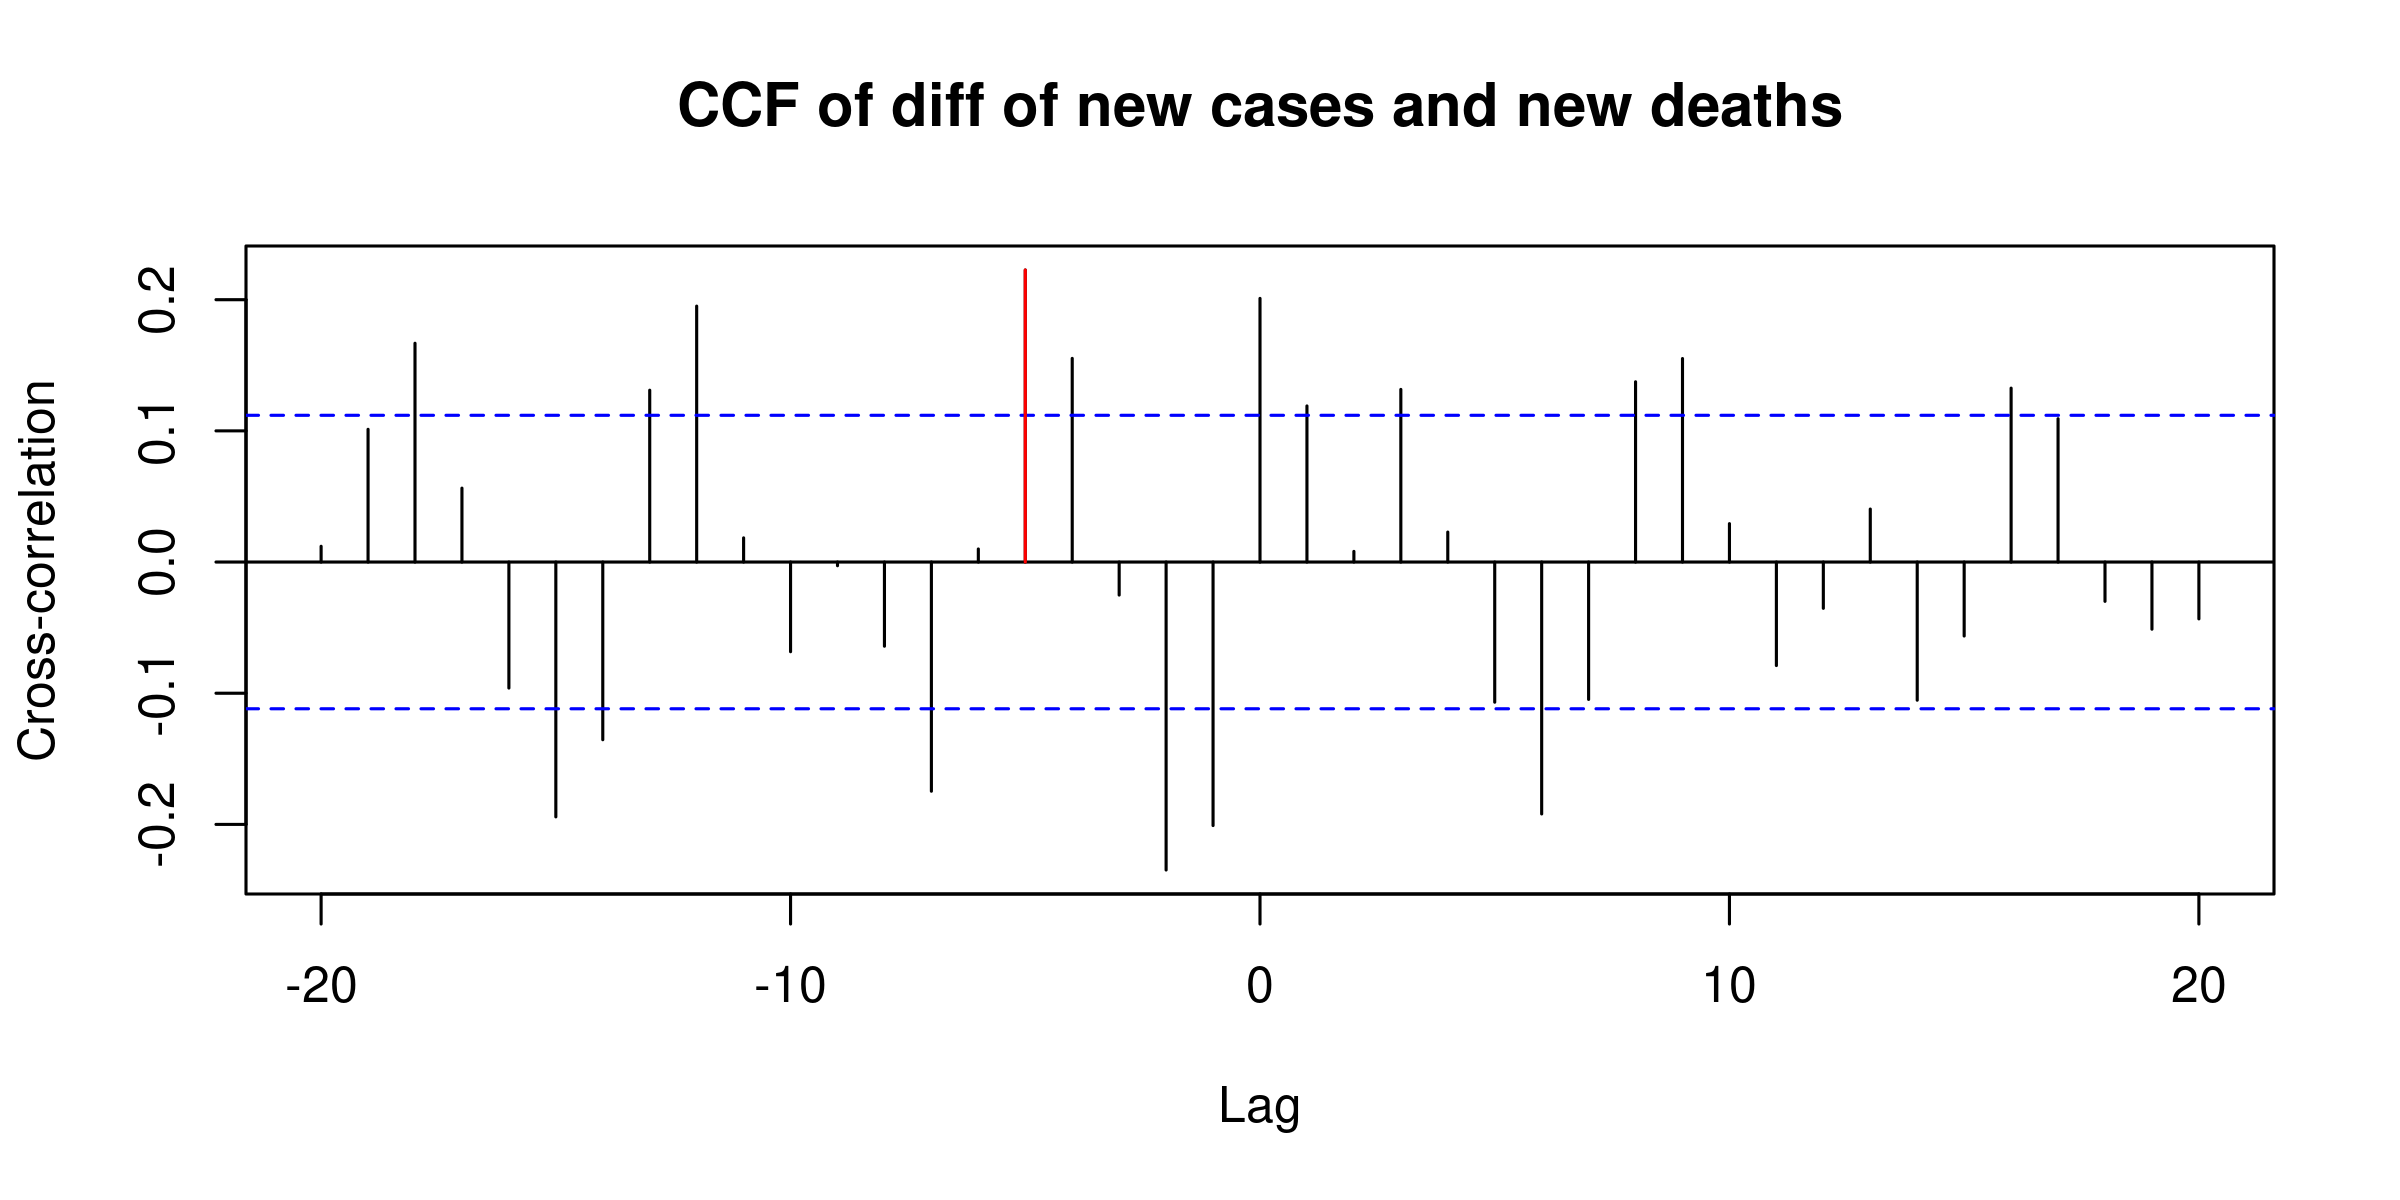 CCF of diff of new cases and new deaths
Cross-correlation
0.2
0.1
0.0
-0.1
-0.2
-20 -10 0 10 20
Lag